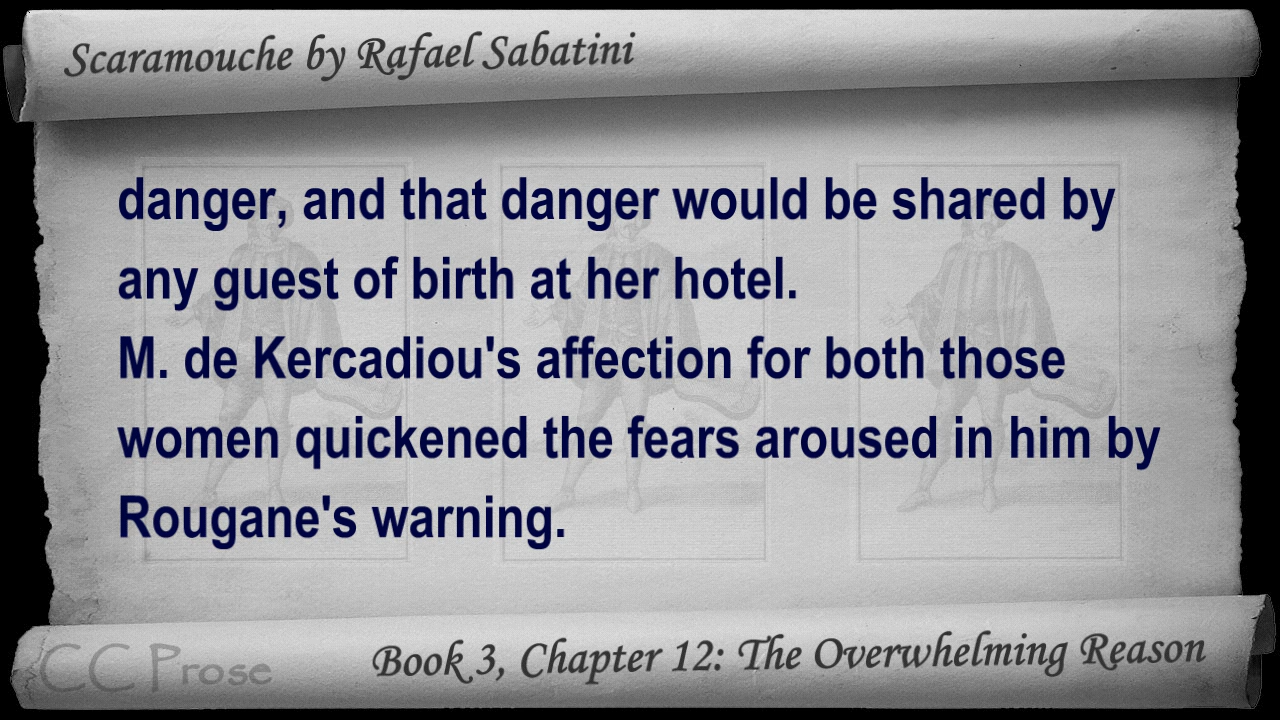 Scaramouche by Rafael Sabatini
danger, and that danger would be shared by
any guest of birth at her hotel.
M. de Kercadiou's affection for both those
women quickened the fears aroused in him by
Rougane's warning.
CC Prose
Book 3, Chapter 12: The Overwhelming Reason